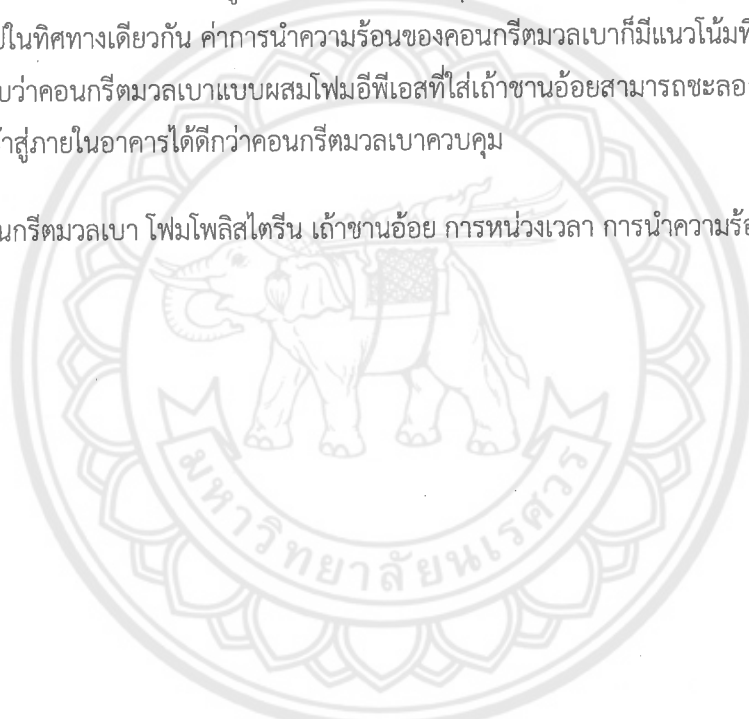 ปในทิศทางเดียวกัน ค่าการนำความร้อนของคอนกรีตมวลเบาก็มีแนวโน้มที
บว่าคอนกรีตมวลเบาแบบผสมโฟมอีพีเอสที่ใส่เถ้าชานอ้อยสามารถชะลอ
าสู่ภายในอาคารได้ดีกว่าคอนกรีตมวลเบาควบคุม
นกรีตมวลเบา โฟมโพลิสไตรีน เถ้าชานอ้อย การหน่วงเวลา การนำความร้อ
มหาวิทยาลัยนเรศวร